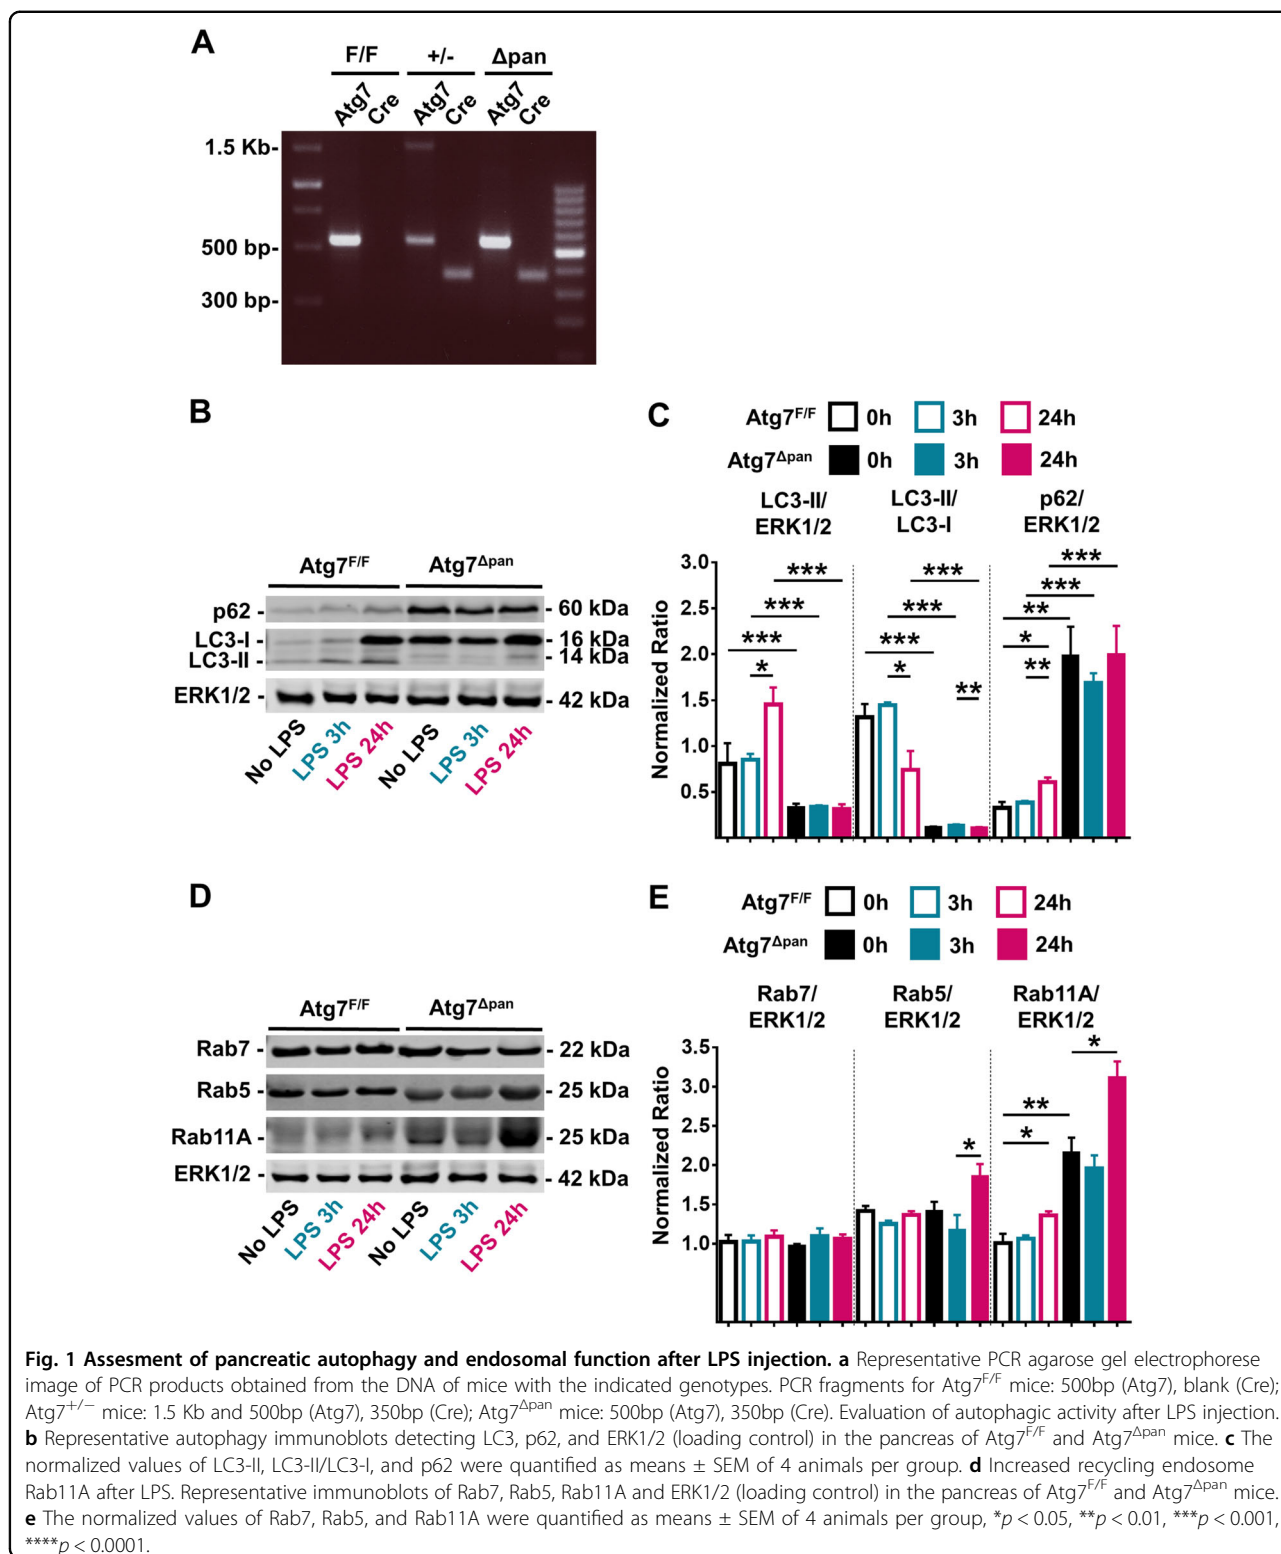 A
F/F +/- Δpan
Atg7 Cre Atg7 Cre Atg7 Cre
1.5 Kb-
500 bp-
300 bp-
B
Atg7F/F Atg7Δpan
p62 - 60 kDa
LC3-I - - 16 kDa
LC3-II - - 14 kDa
ERK1/2 - - 42 kDa
No LPS LPS 3h LPS 24h No LPS LPS 3h LPS 24h
C
Atg7F/F 0h 3h 24h
Atg7Δpan 0h 3h 24h
LC3-II/ LC3-II/ p62/
ERK1/2 LC3-I ERK1/2
Normalized Ratio
3.0
2.5
2.0
1.5
1.0
0.5
*** *** ***
*** *** ***
*** *** **
* * ** * **
D
Atg7F/F Atg7Δpan
Rab7 - - 22 kDa
Rab5 - - 25 kDa
Rab11A - - 25 kDa
ERK1/2 - - 42 kDa
No LPS LPS 3h LPS 24h No LPS LPS 3h LPS 24h
E
Atg7F/F 0h 3h 24h
Atg7Δpan 0h 3h 24h
Rab7/ Rab5/ Rab11A/
ERK1/2 ERK1/2 ERK1/2
Normalized Ratio
3.5
3.0
2.5
2.0
1.5
1.0
*
**
* *
Fig. 1 Assesment of pancreatic autophagy and endosomal function after LPS injection. a Representative PCR agarose gel electrophorese
image of PCR products obtained from the DNA of mice with the indicated genotypes. PCR fragments for Atg7F/F mice: 500bp (Atg7), blank (Cre);
Atg7+/− mice: 1.5 Kb and 500bp (Atg7), 350bp (Cre); Atg7Δpan mice: 500bp (Atg7), 350bp (Cre). Evaluation of autophagic activity after LPS injection.
b Representative autophagy immunoblots detecting LC3, p62, and ERK1/2 (loading control) in the pancreas of Atg7F/F and Atg7Δpan mice. c The
normalized values of LC3-II, LC3-II/LC3-I, and p62 were quantified as means ± SEM of 4 animals per group. d Increased recycling endosome
Rab11A after LPS. Representative immunoblots of Rab7, Rab5, Rab11A and ERK1/2 (loading control) in the pancreas of Atg7F/F and Atg7Δpan mice.
e The normalized values of Rab7, Rab5, and Rab11A were quantified as means ± SEM of 4 animals per group, *p < 0.05, **p < 0.01, ***p < 0.001,
****p < 0.0001.